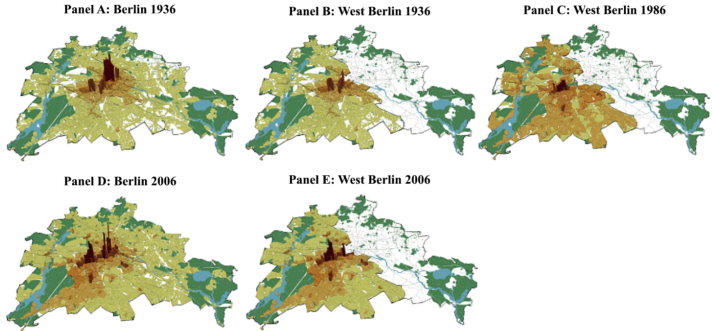 Panel A: Berlin 1936
Panel B: West Berlin 1936
Panel C: West Berlin 1986
Panel D: Berlin 2006
Panel E: West Berlin 2006